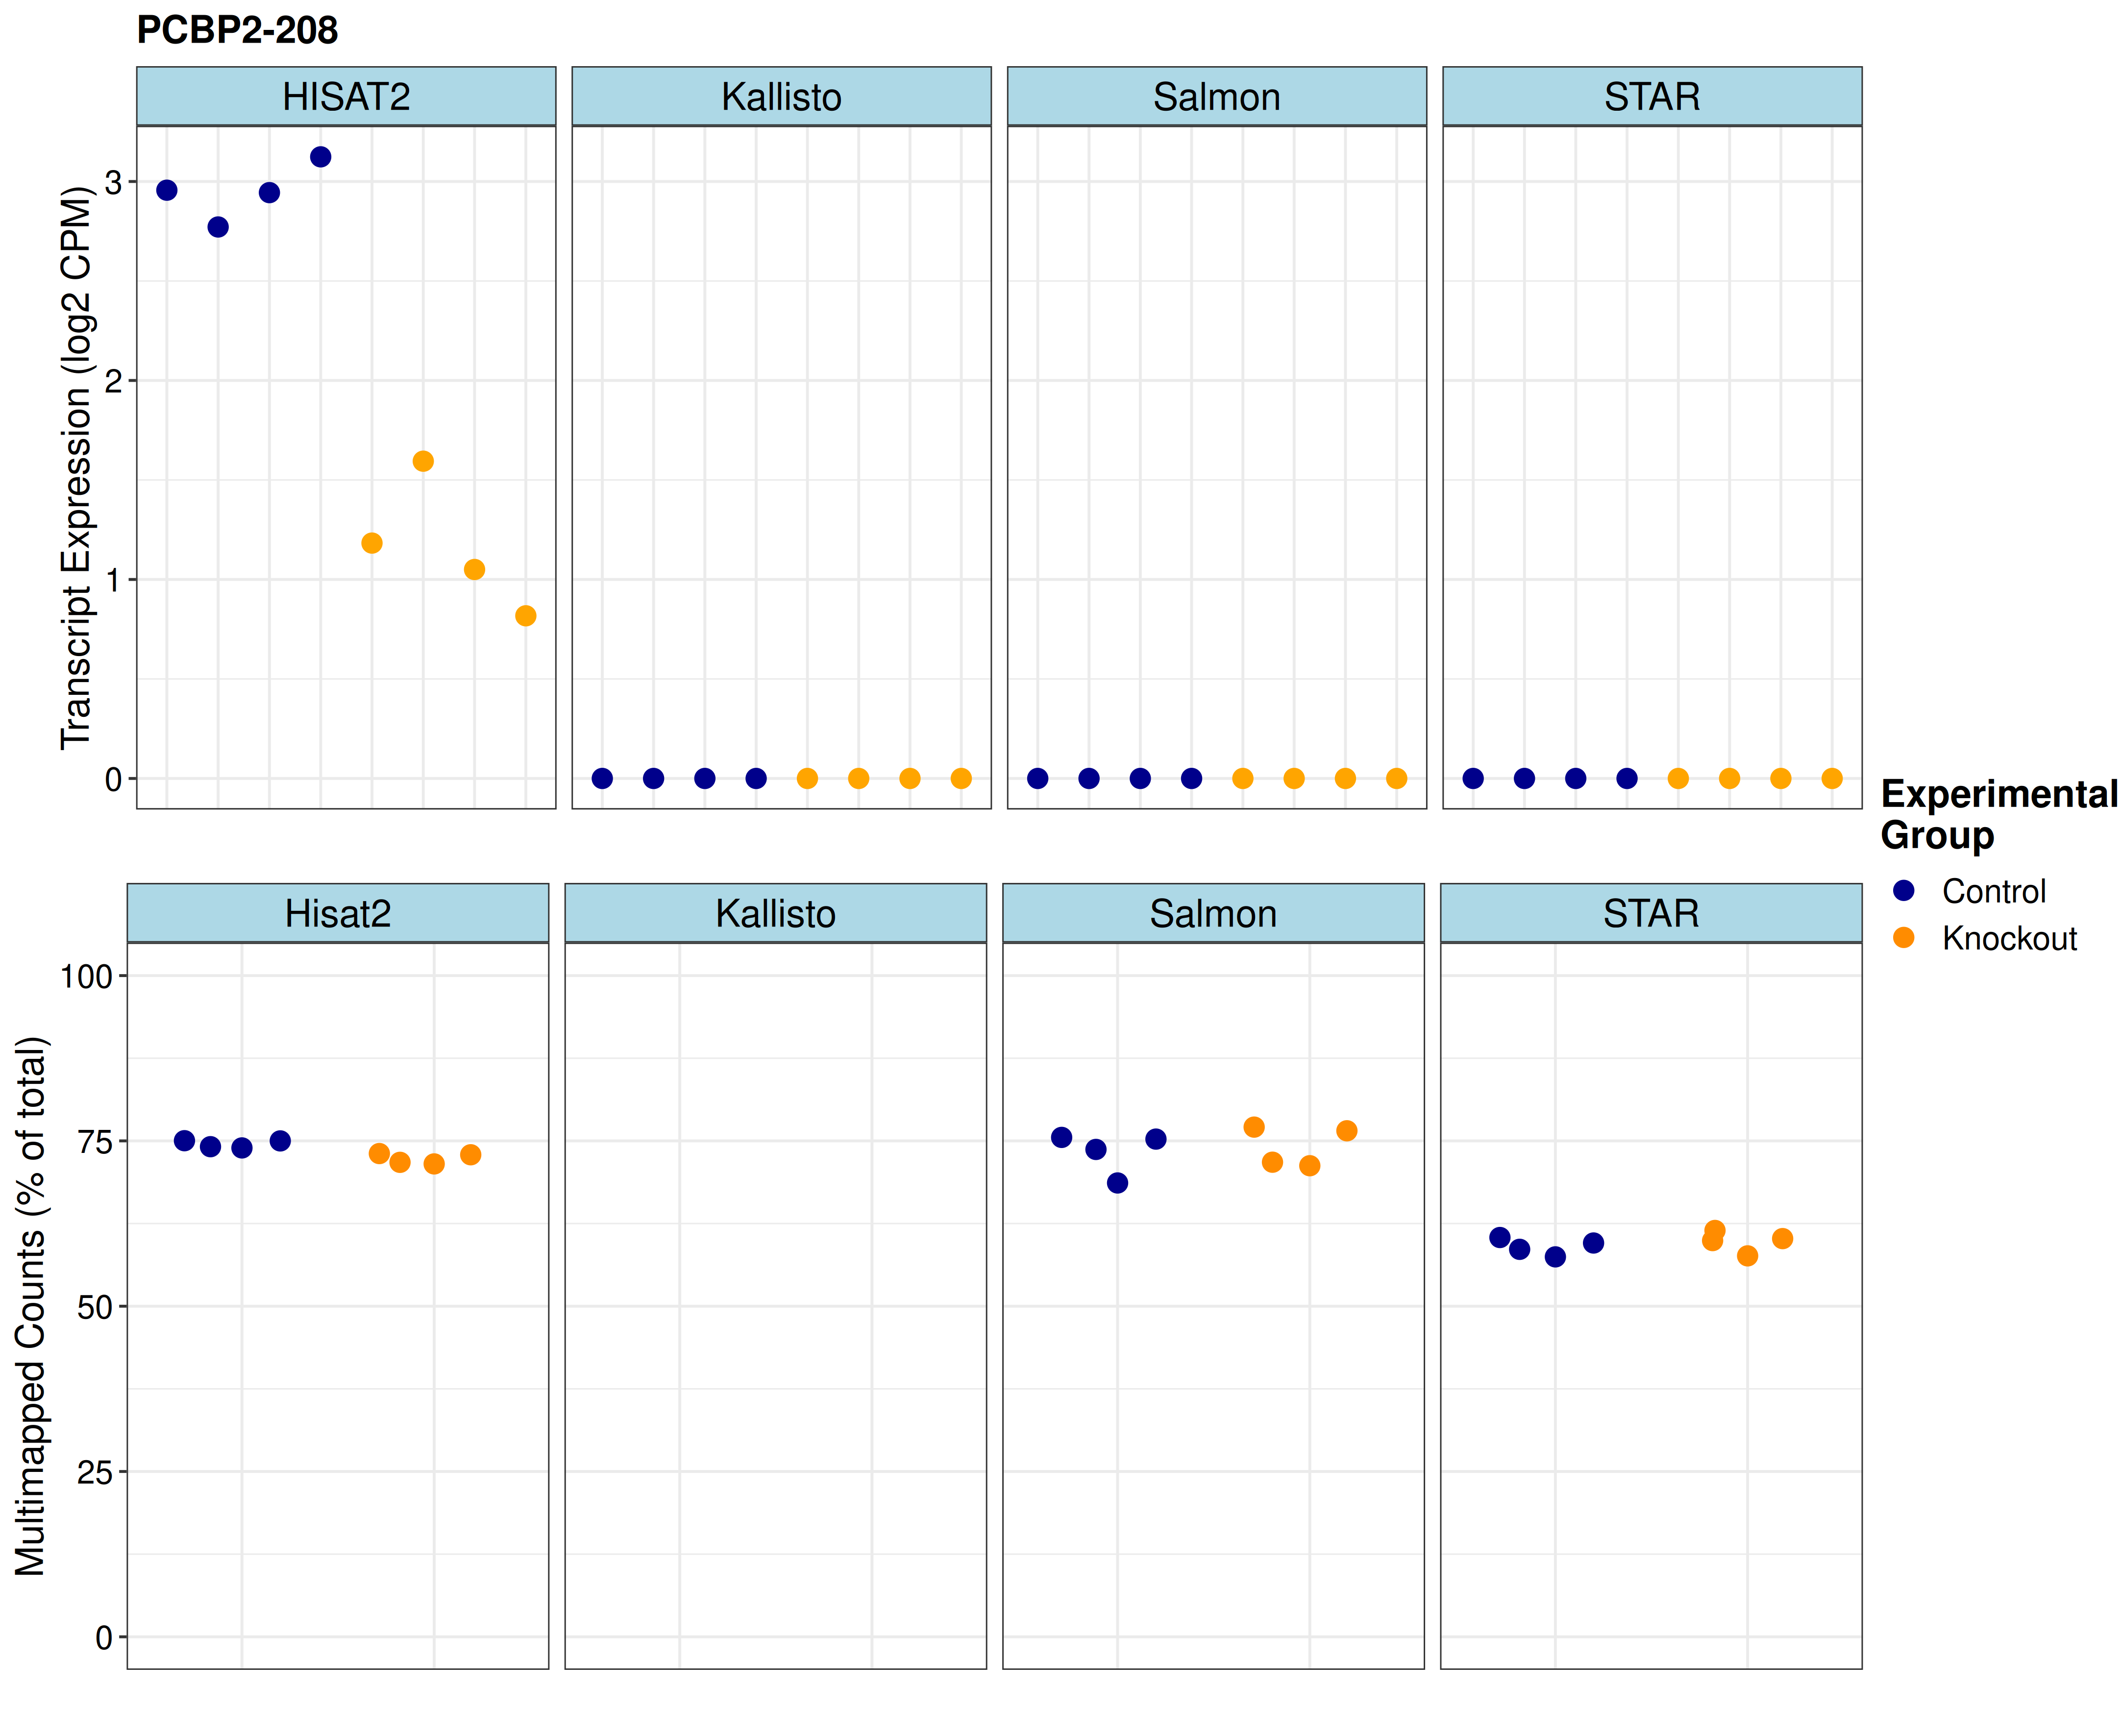 PCBP2-208
HISAT2
Kallisto
Salmon
STAR
Transcript Expression (log2 CPM)
3
2
1
0
Hisat2
Kallisto
Salmon
STAR
Multimapped Counts (% of total)
100
75
50
25
0
Experimental
Group
Control
Knockout